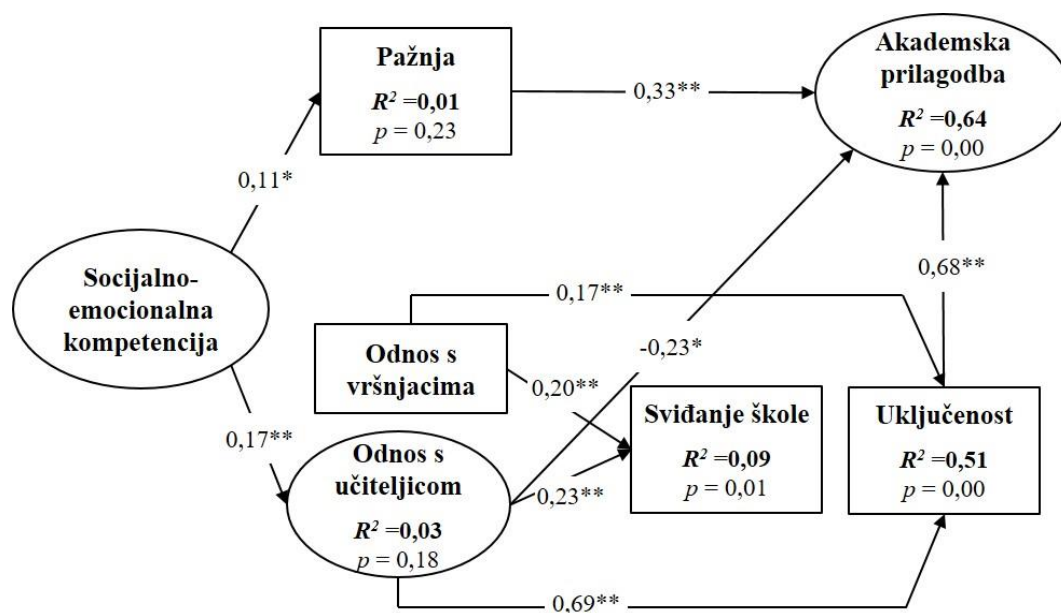 Pažnja
R² =0,01
p = 0,23
0,33**
Akademska
prilagodba
R² =0,64
p = 0,00
0,11*
Socijalno-
emocionalna
kompetencija
0,17**
0,68**
Odnos s
vršnjacima
-0,23*
0,20**
Sviđanje škole
R² =0,09
p = 0,01
Uključenost
R² =0,51
p = 0,00
0,17**
Odnos s
učiteljicom
R² =0,03
p = 0,18
0,23**
0,69**